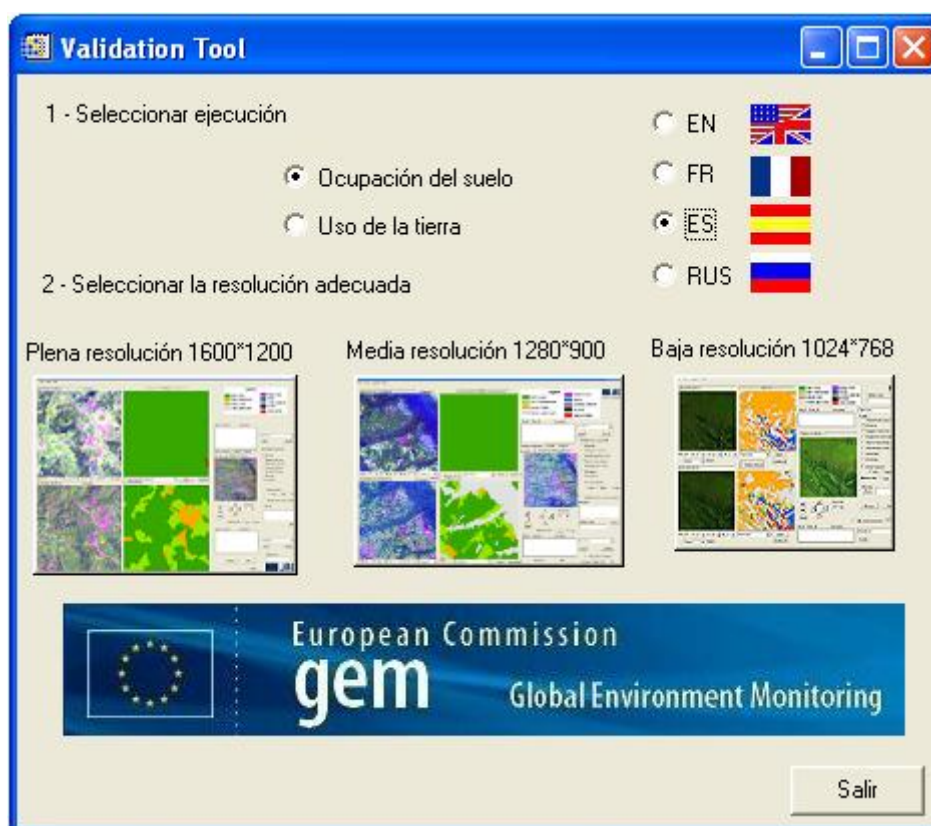 Validation Tool
1 - Seleccionar ejecución
EN
Ocupación del suelo
FR
Uso de la tierra
ES
RUS
2 - Seleccionar la resolución adecuada
Plena resolución 1600*1200
Media resolución 1280*900
Baja resolución 1024*768
European Commission
gem
Global Environment Monitoring
Salir